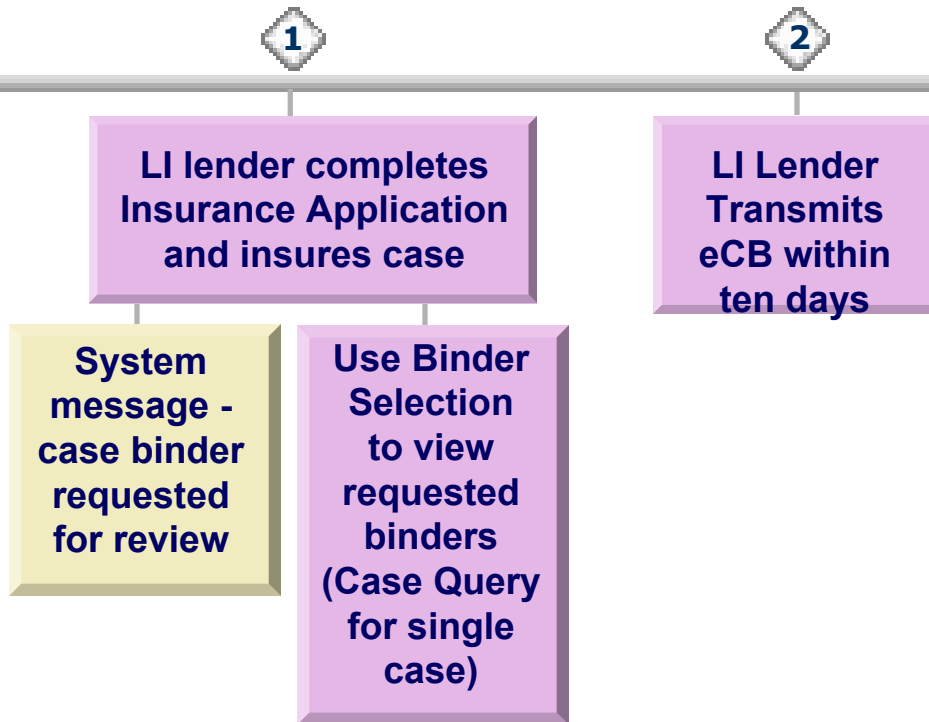 1
2
LI lender completes
Insurance Application
and insures case
LI Lender
Transmits
eCB within
ten days
System
message -
case binder
requested
for review
Use Binder
Selection
to view
requested
binders
(Case Query
for single
case)